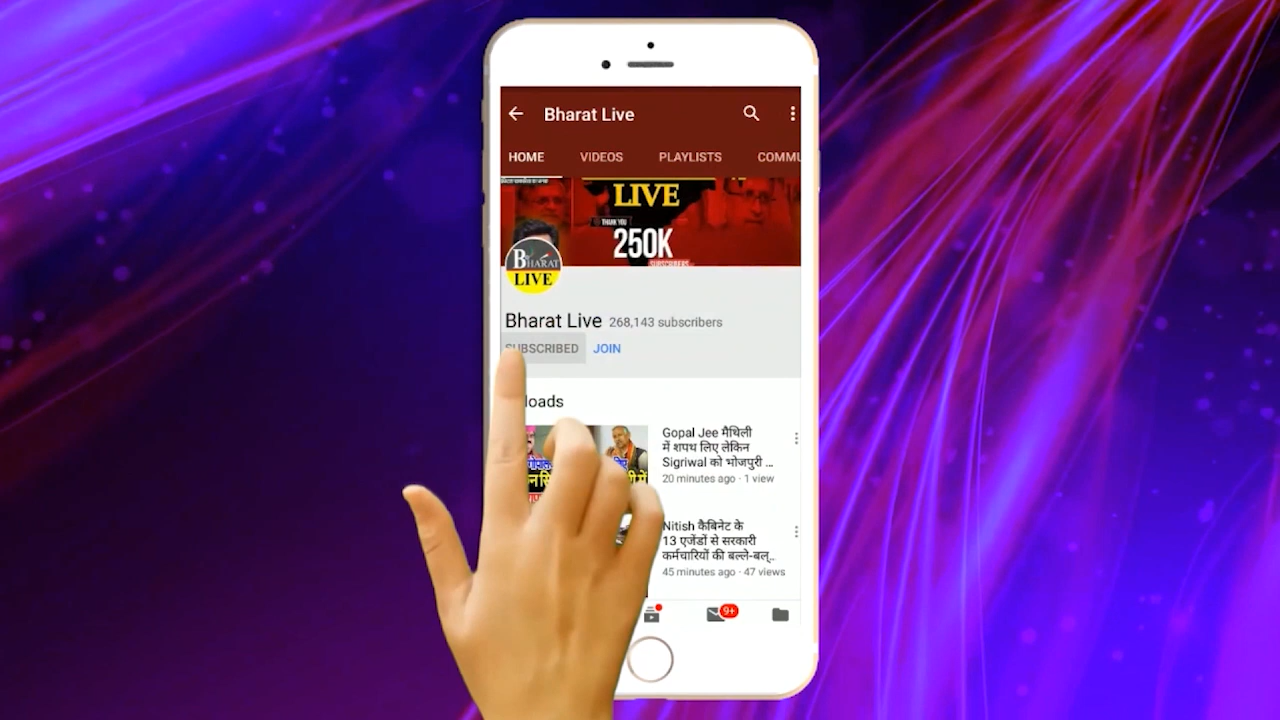 Bharat Live
HOME VIDEOS PLAYLISTS COMMU
LIVE
THANK YOU
250K
SUBSCRIBERS
BHARAT
LIVE
Bharat Live 268,143 subscribers
SUBSCRIBED JOIN
loads
Gopal Jee मैथिली
में शपथ लिए लेकिन
Sigriwal को भोजपुरी ...
20 minutes ago · 1 view
Nitish कैबिनेट के
13 एजेंडों से सरकारी
कर्मचारियों की बल्ले-बल्..
45 minutes ago · 47 views
9+